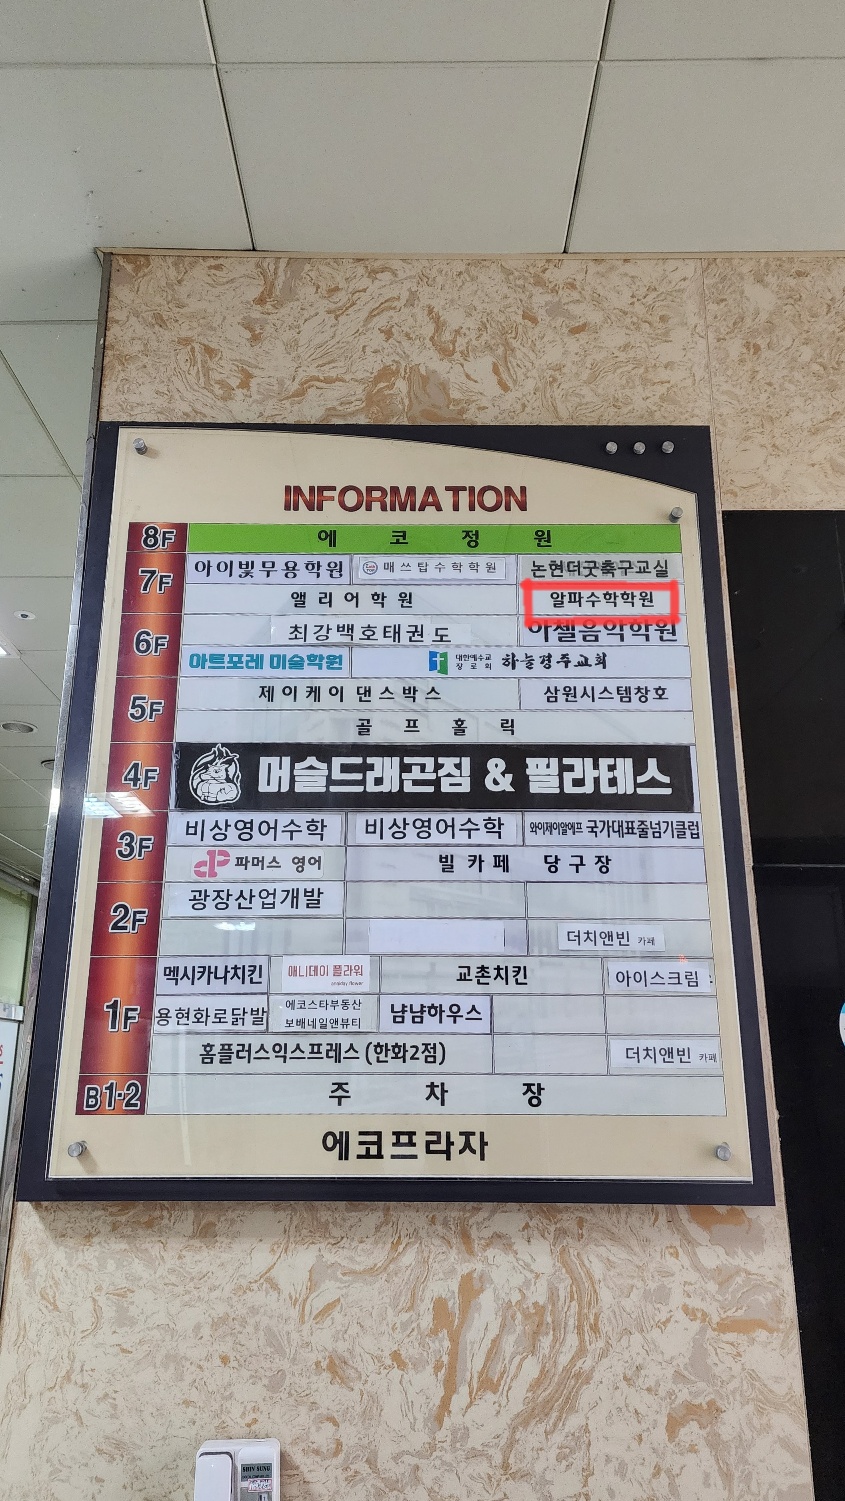 INFORMATION
8F 에 코 정 원
7F 아이빛무용학원 매쓰탑수학학원 논현더굿축구교실
앨리어학원 알파수학학원
6F 최강백호태권도 아첼음악학원
아트포레 미술학원 대한예수교 장로회 하늘경주교회
5F 제이케이댄스박스 삼원시스템창호
골 프 홀 릭
4F 머슬드래곤짐 & 필라테스
3F 비상영어수학 비상영어수학 와이제이알에프 국가대표줄넘기클럽
파머스 영어 빌카페 당구장
2F 광장산업개발
더치앤빈 카페
1F 멕시카나치킨 애니데이 플라워 anyday flower 교촌치킨 아이스크림
용현화로닭발 에코스타부동산 보배네일앤뷰티 냠냠하우스
홈플러스익스프레스 (한화2점) 더치앤빈 카페
B1·2 주 차 장
에코프라자
SHIN SUNG